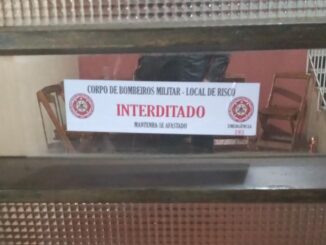 CORPO DE BOMBEIROS MILITAR - LOCAL DE RISCO
INTERDITADO
MANTENHA-SE AFASTADO
EMERGÊNCIA
193